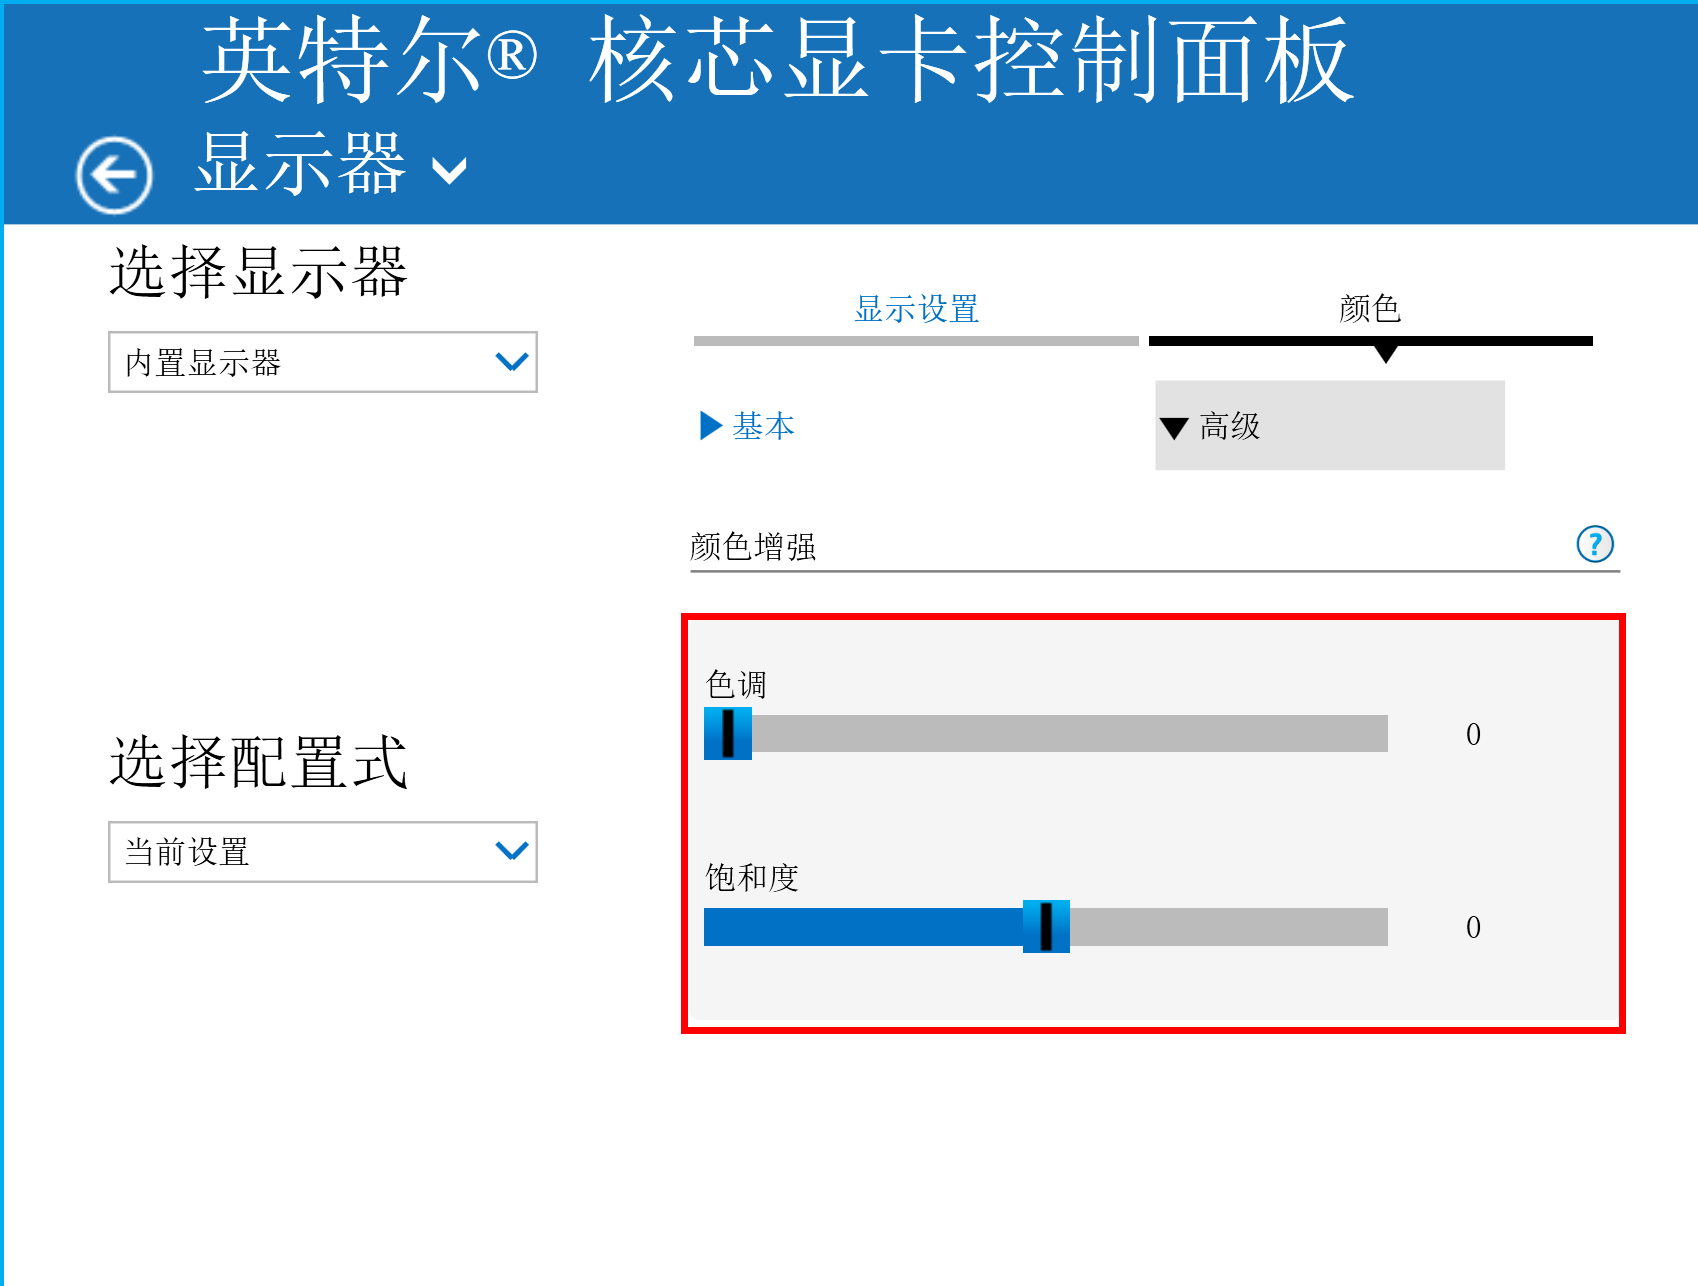 英特尔® 核芯显卡控制面板
显示器
选择显示器
内置显示器
显示设置
颜色
基本
高级
颜色增强
?
色调
0
选择配置式
当前设置
饱和度
0